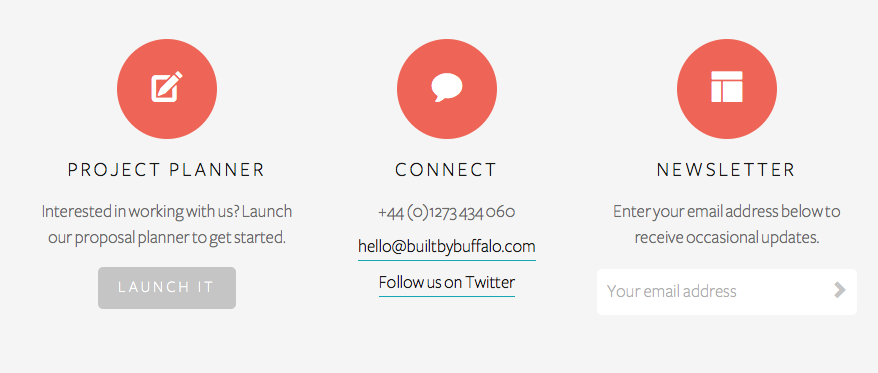 PROJECT PLANNER
Interested in working with us? Launch
our proposal planner to get started.
LAUNCH IT
CONNECT
+44 (0)1273 434 060
hello@builtbybuffalo.com
Follow us on Twitter
NEWSLETTER
Enter your email address below to
receive occasional updates.
Your email address